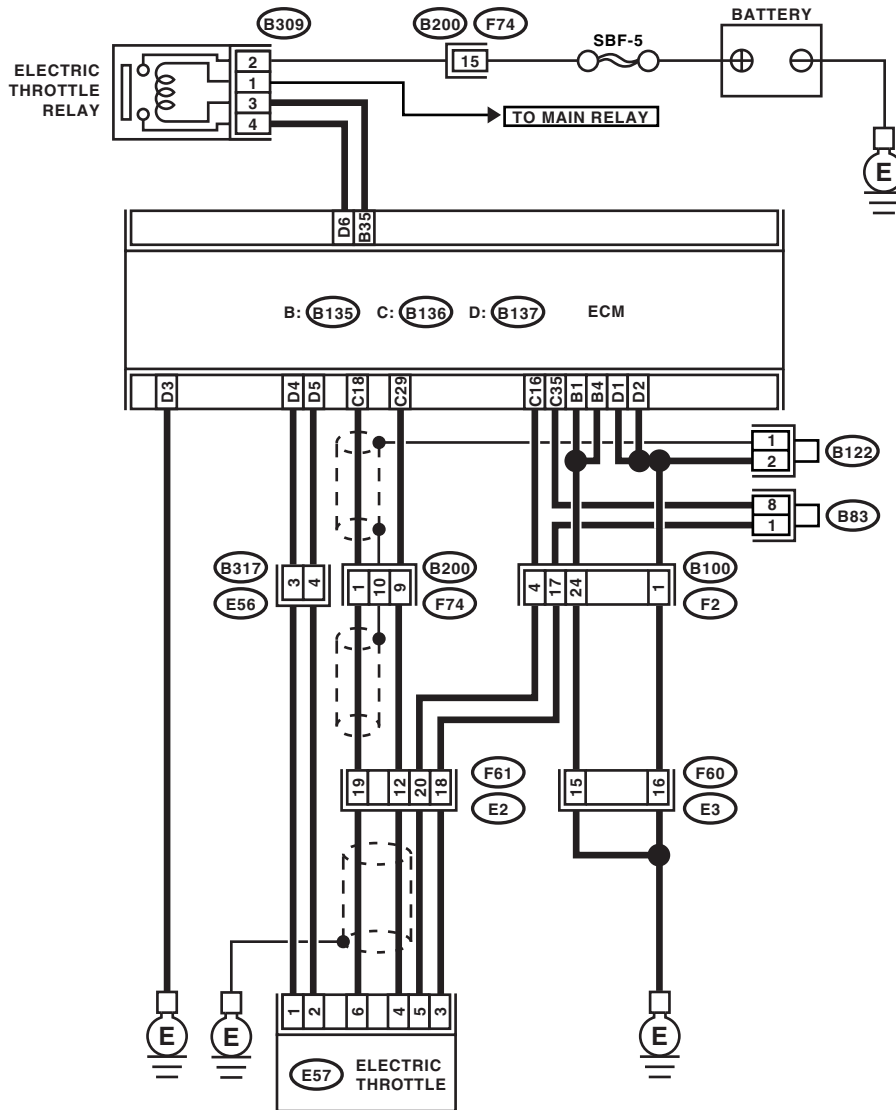 BATTERY
B309
B200 F74
SBF-5
ELECTRIC
THROTTLE
RELAY
2
1
3
4
15
TO MAIN RELAY
E
D6 B35
B: B135 C: B136 D: B137 ECM
D3 D4 D5 C18 C29 C16 C35 B1 B4 D1 D2
1
2
B122
8
1
B83
B317
E56
3 4
1 10 9
B200
F74
4 17 24 1
B100
F2
19 12 20 18
F61
E2
15 16
F60
E3
E
E
E
1 2 6 4 5 3
E57
ELECTRIC
THROTTLE